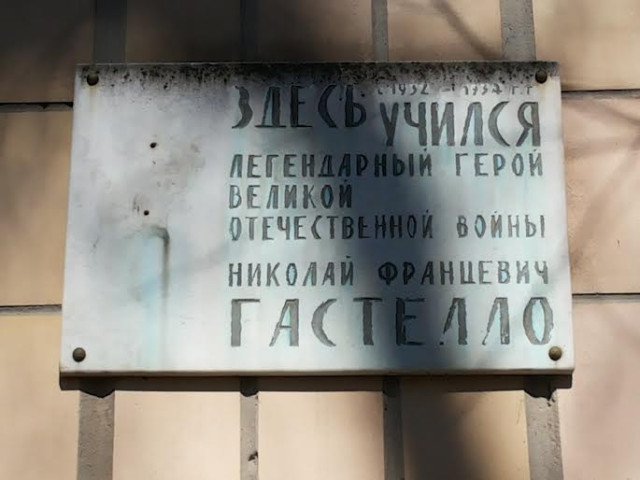 с 1932 - 1934 г.г
ЗДЕСЬ УЧИЛСЯ
ЛЕГЕНДАРНЫЙ ГЕРОЙ
ВЕЛИКОЙ
ОТЕЧЕСТВЕННОЙ ВОЙНЫ
НИКОЛАЙ ФРАНЦЕВИЧ
ГАСТЕЛЛО